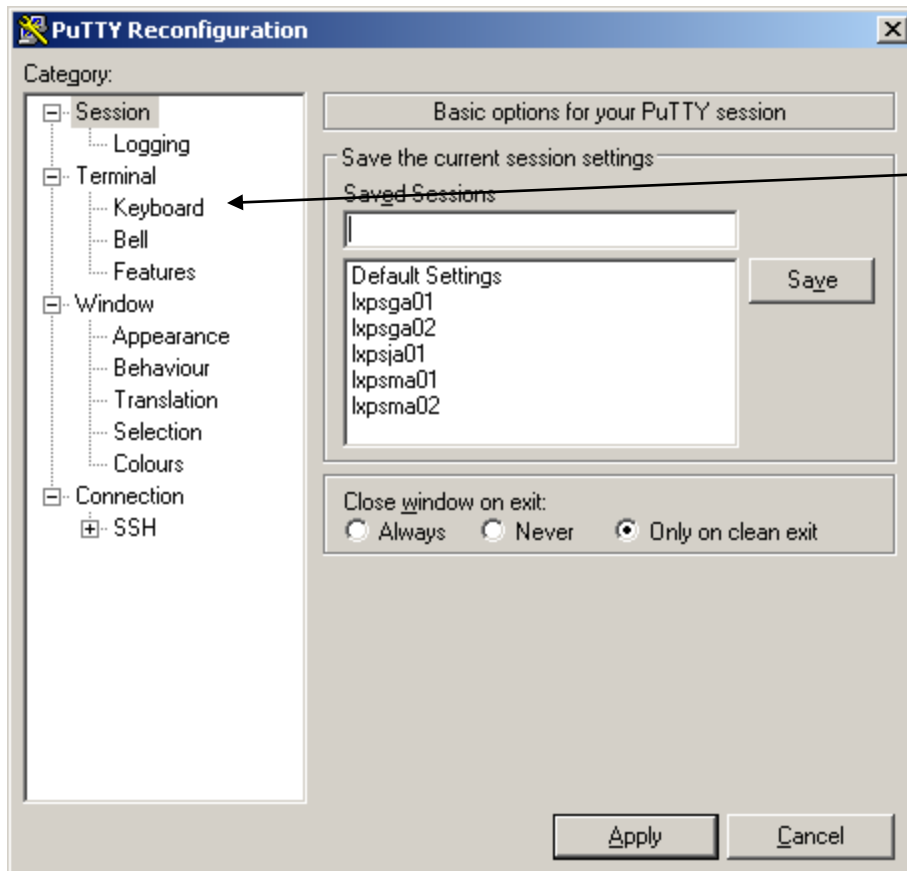 PuTTY Reconfiguration
Category:
Session
Logging
Terminal
Keyboard
Bell
Features
Window
Appearance
Behaviour
Translation
Selection
Colours
Connection
SSH
Basic options for your PuTTY session
Save the current session settings
Saved Sessions
Default Settings
lxpsga01
lxpsga02
lxpsja01
lxpsma01
lxpsma02
Save
Close window on exit:
Always Never Only on clean exit
Apply Cancel